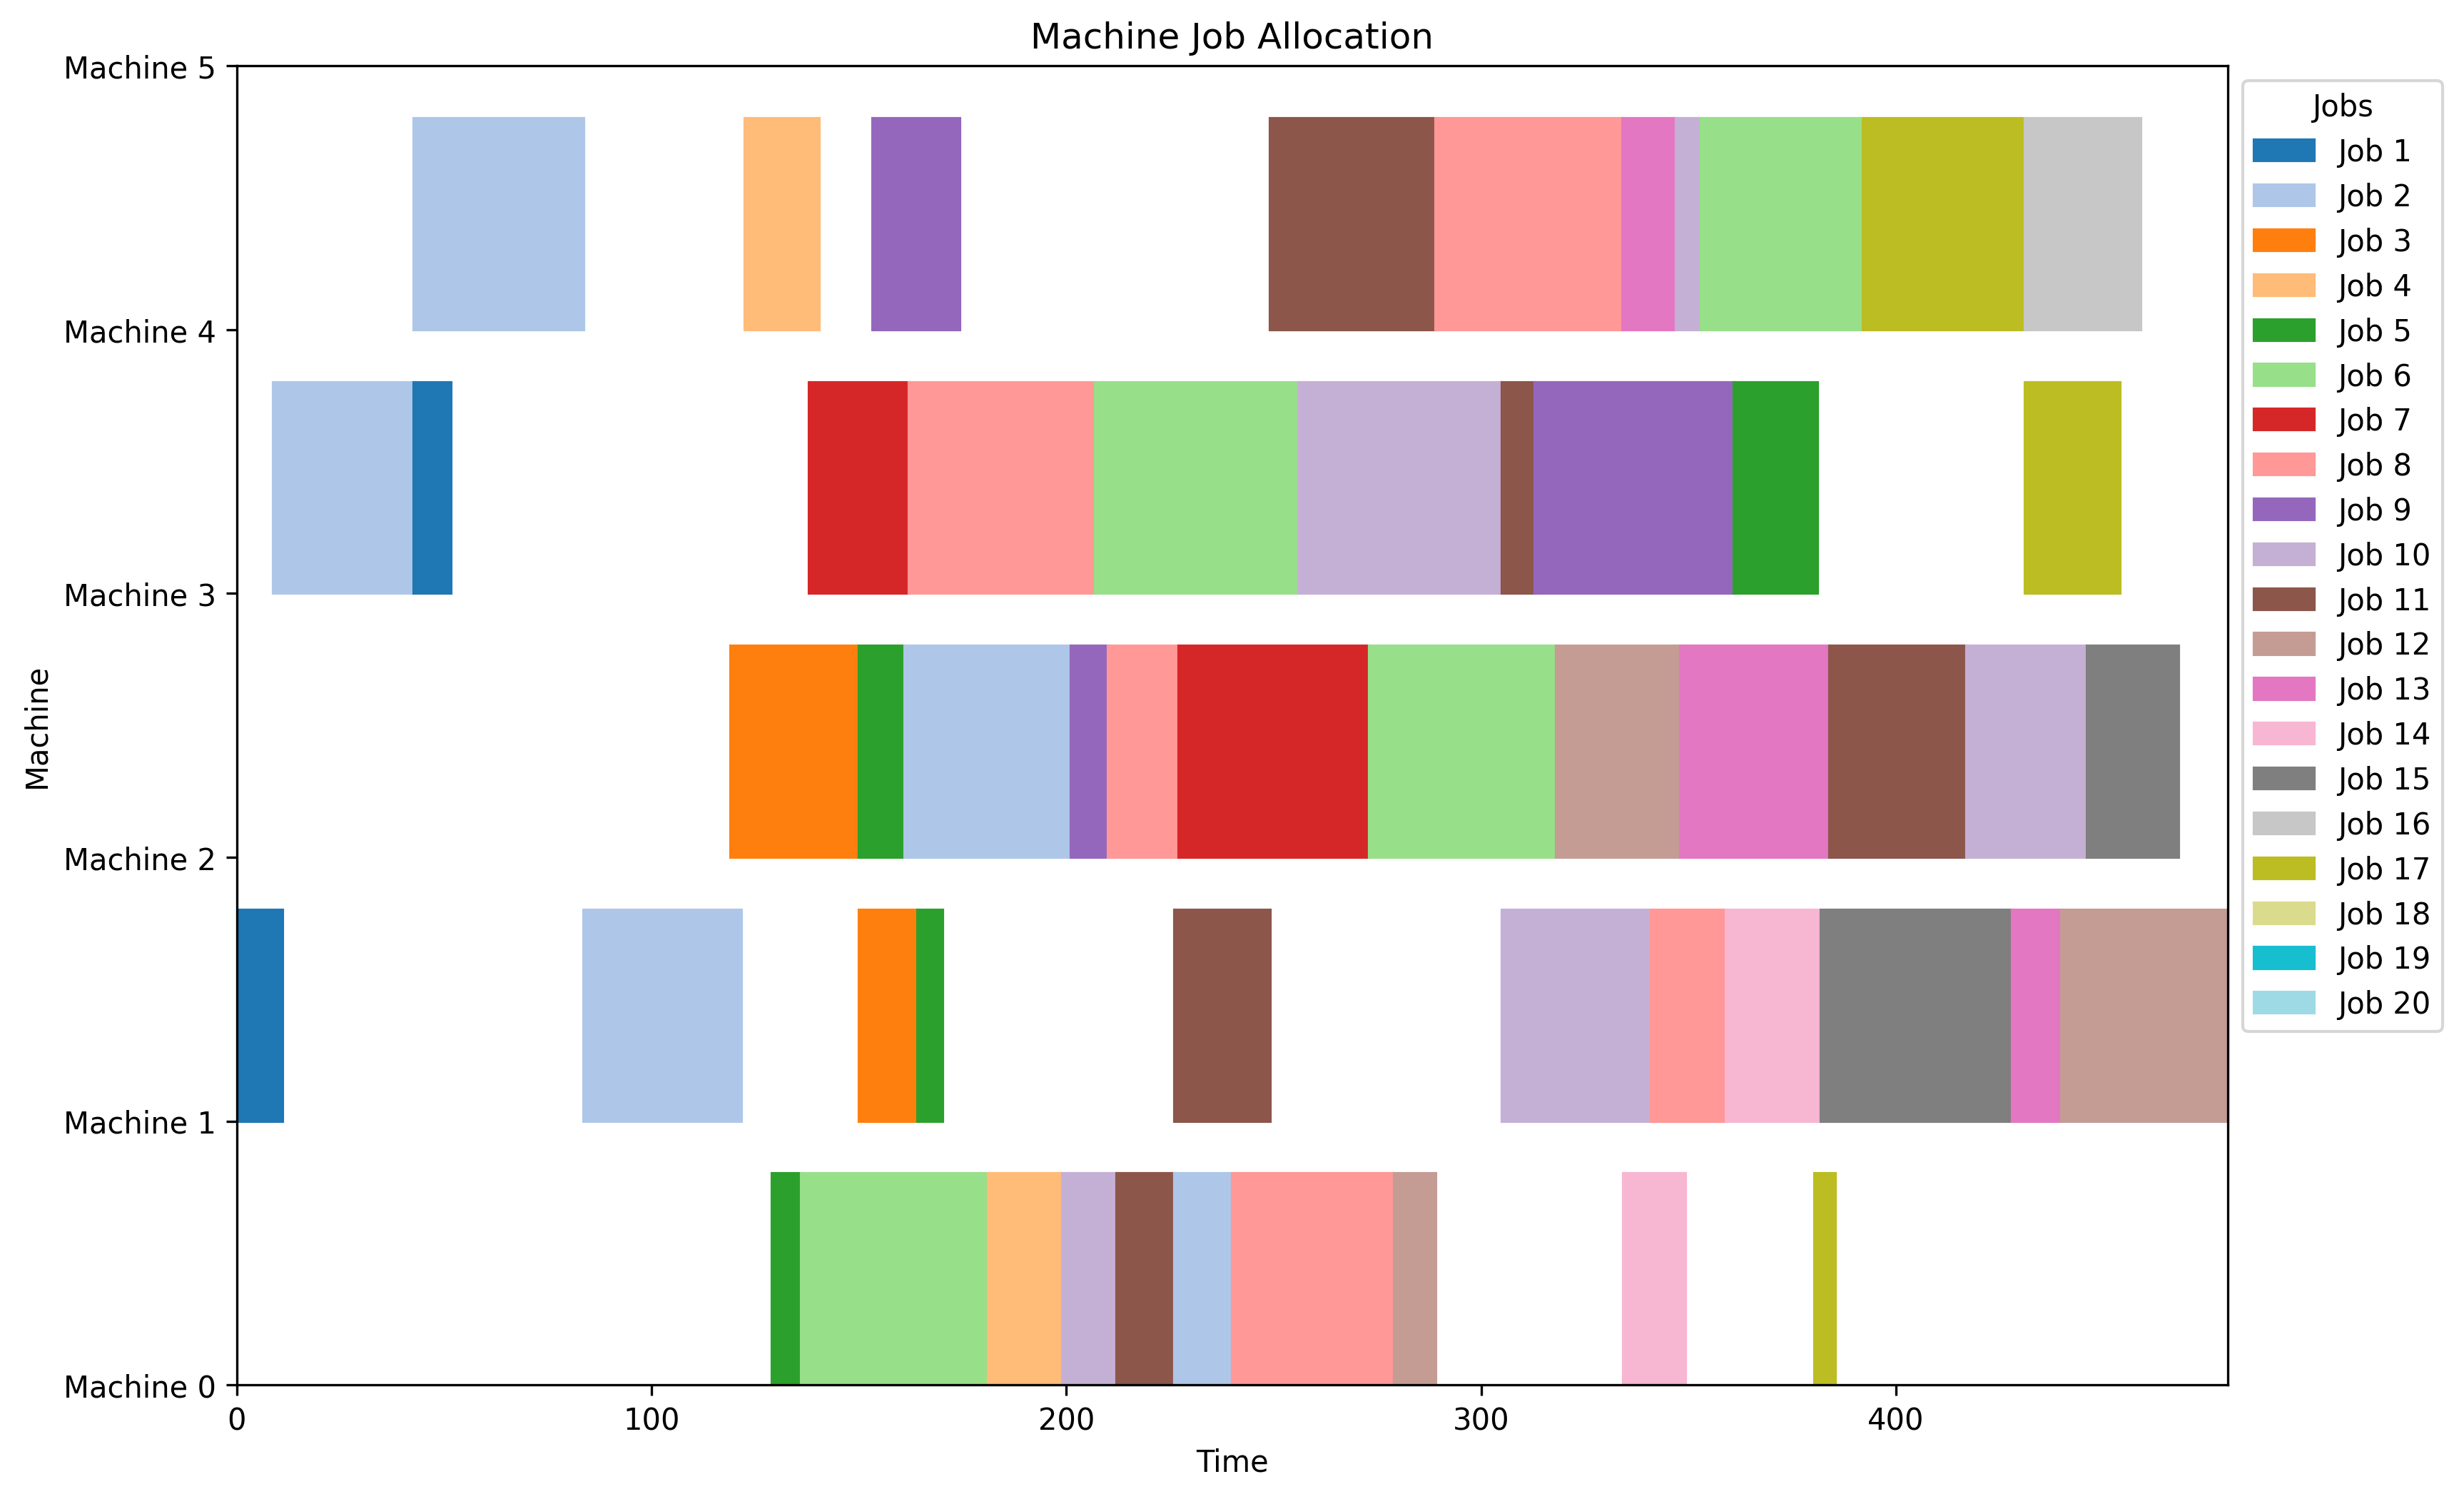 Machine Job Allocation
Machine 5
Machine 4
Machine 3
Machine 2
Machine 1
Machine 0
Machine
0 100 200 300 400
Time
Jobs
Job 1
Job 2
Job 3
Job 4
Job 5
Job 6
Job 7
Job 8
Job 9
Job 10
Job 11
Job 12
Job 13
Job 14
Job 15
Job 16
Job 17
Job 18
Job 19
Job 20